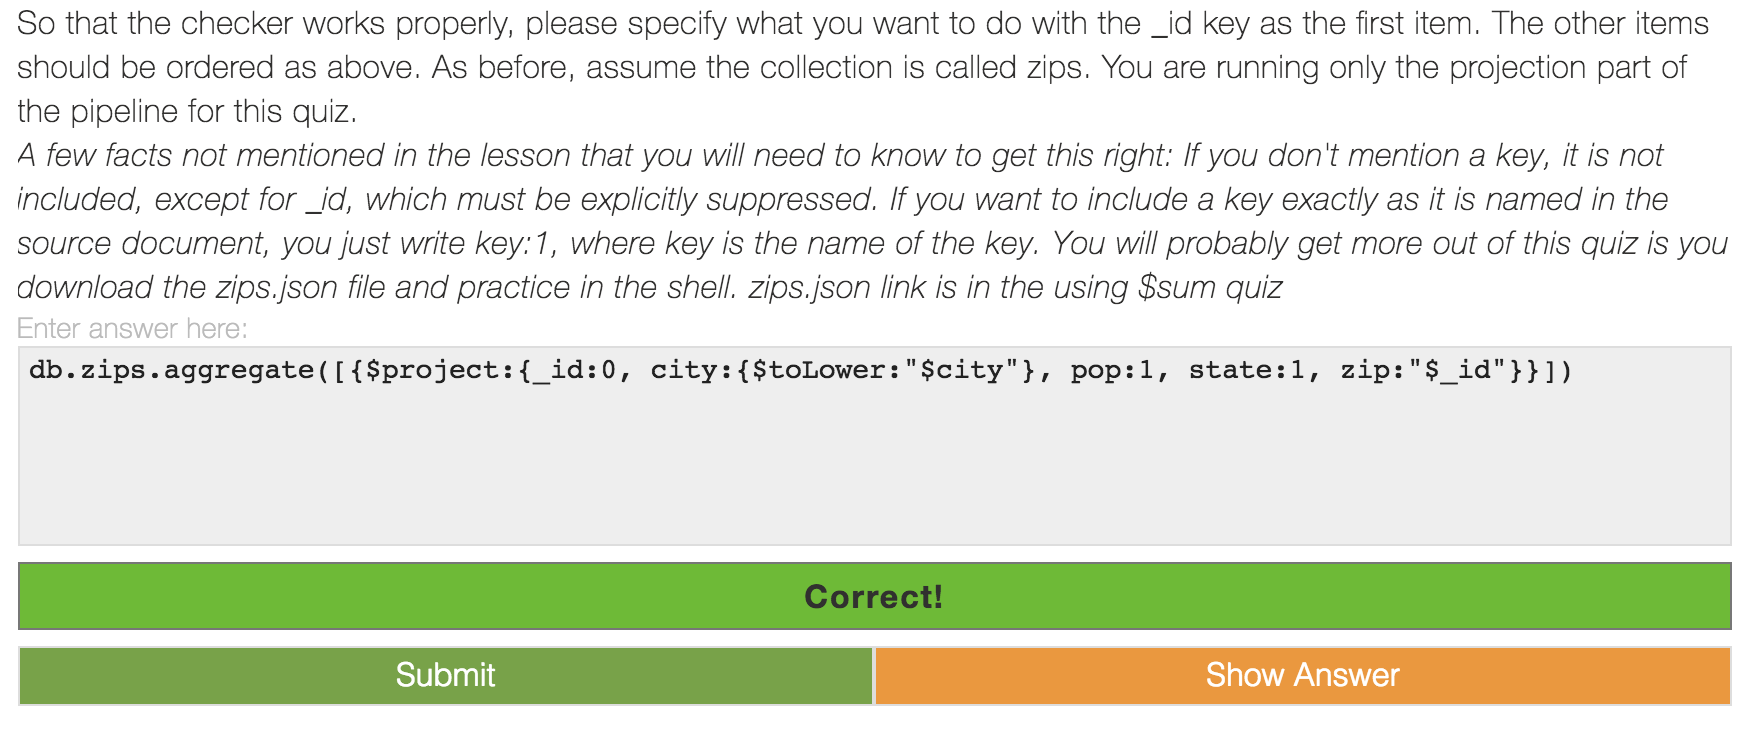 So that the checker works properly, please specify what you want to do with the _id key as the first item. The other items
should be ordered as above. As before, assume the collection is called zips. You are running only the projection part of
the pipeline for this quiz.
A few facts not mentioned in the lesson that you will need to know to get this right: If you don't mention a key, it is not
included, except for _id, which must be explicitly suppressed. If you want to include a key exactly as it is named in the
source document, you just write key:1, where key is the name of the key. You will probably get more out of this quiz is you
download the zips.json file and practice in the shell. zips.json link is in the using $sum quiz
Enter answer here:
db.zips.aggregate([{$project:{_id:0, city:{$toLower:"$city"}, pop:1, state:1, zip:"$_id"}}])
Correct!
Submit
Show Answer